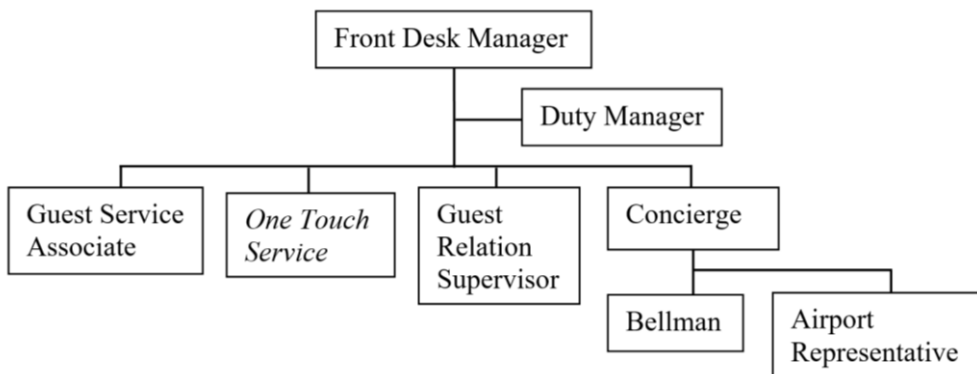 Front Desk Manager
Duty Manager
Guest Service
Associate
One Touch
Service
Guest
Relation
Supervisor
Concierge
Bellman
Airport
Representative